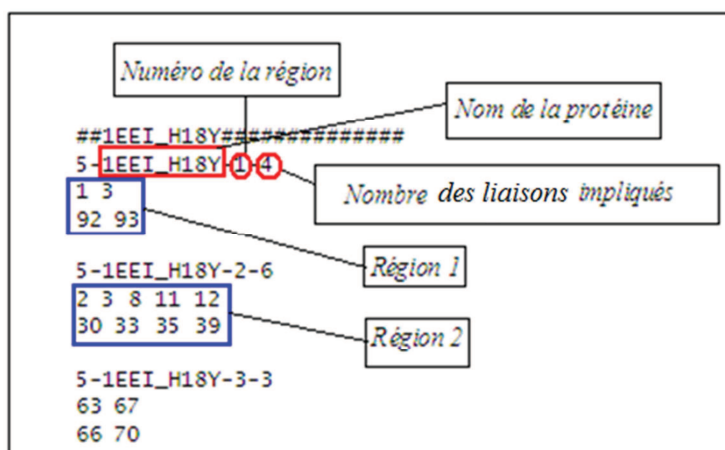 Numéro de la région
Nom de la protéine
##1EEI_H18Y##############
5-1EEI_H18Y-1-4
Nombre des liaisons impliqués
1 3
92 93
Région 1
5-1EEI_H18Y-2-6
2 3 8 11 12
30 33 35 39
Région 2
5-1EEI_H18Y-3-3
63 67
66 70